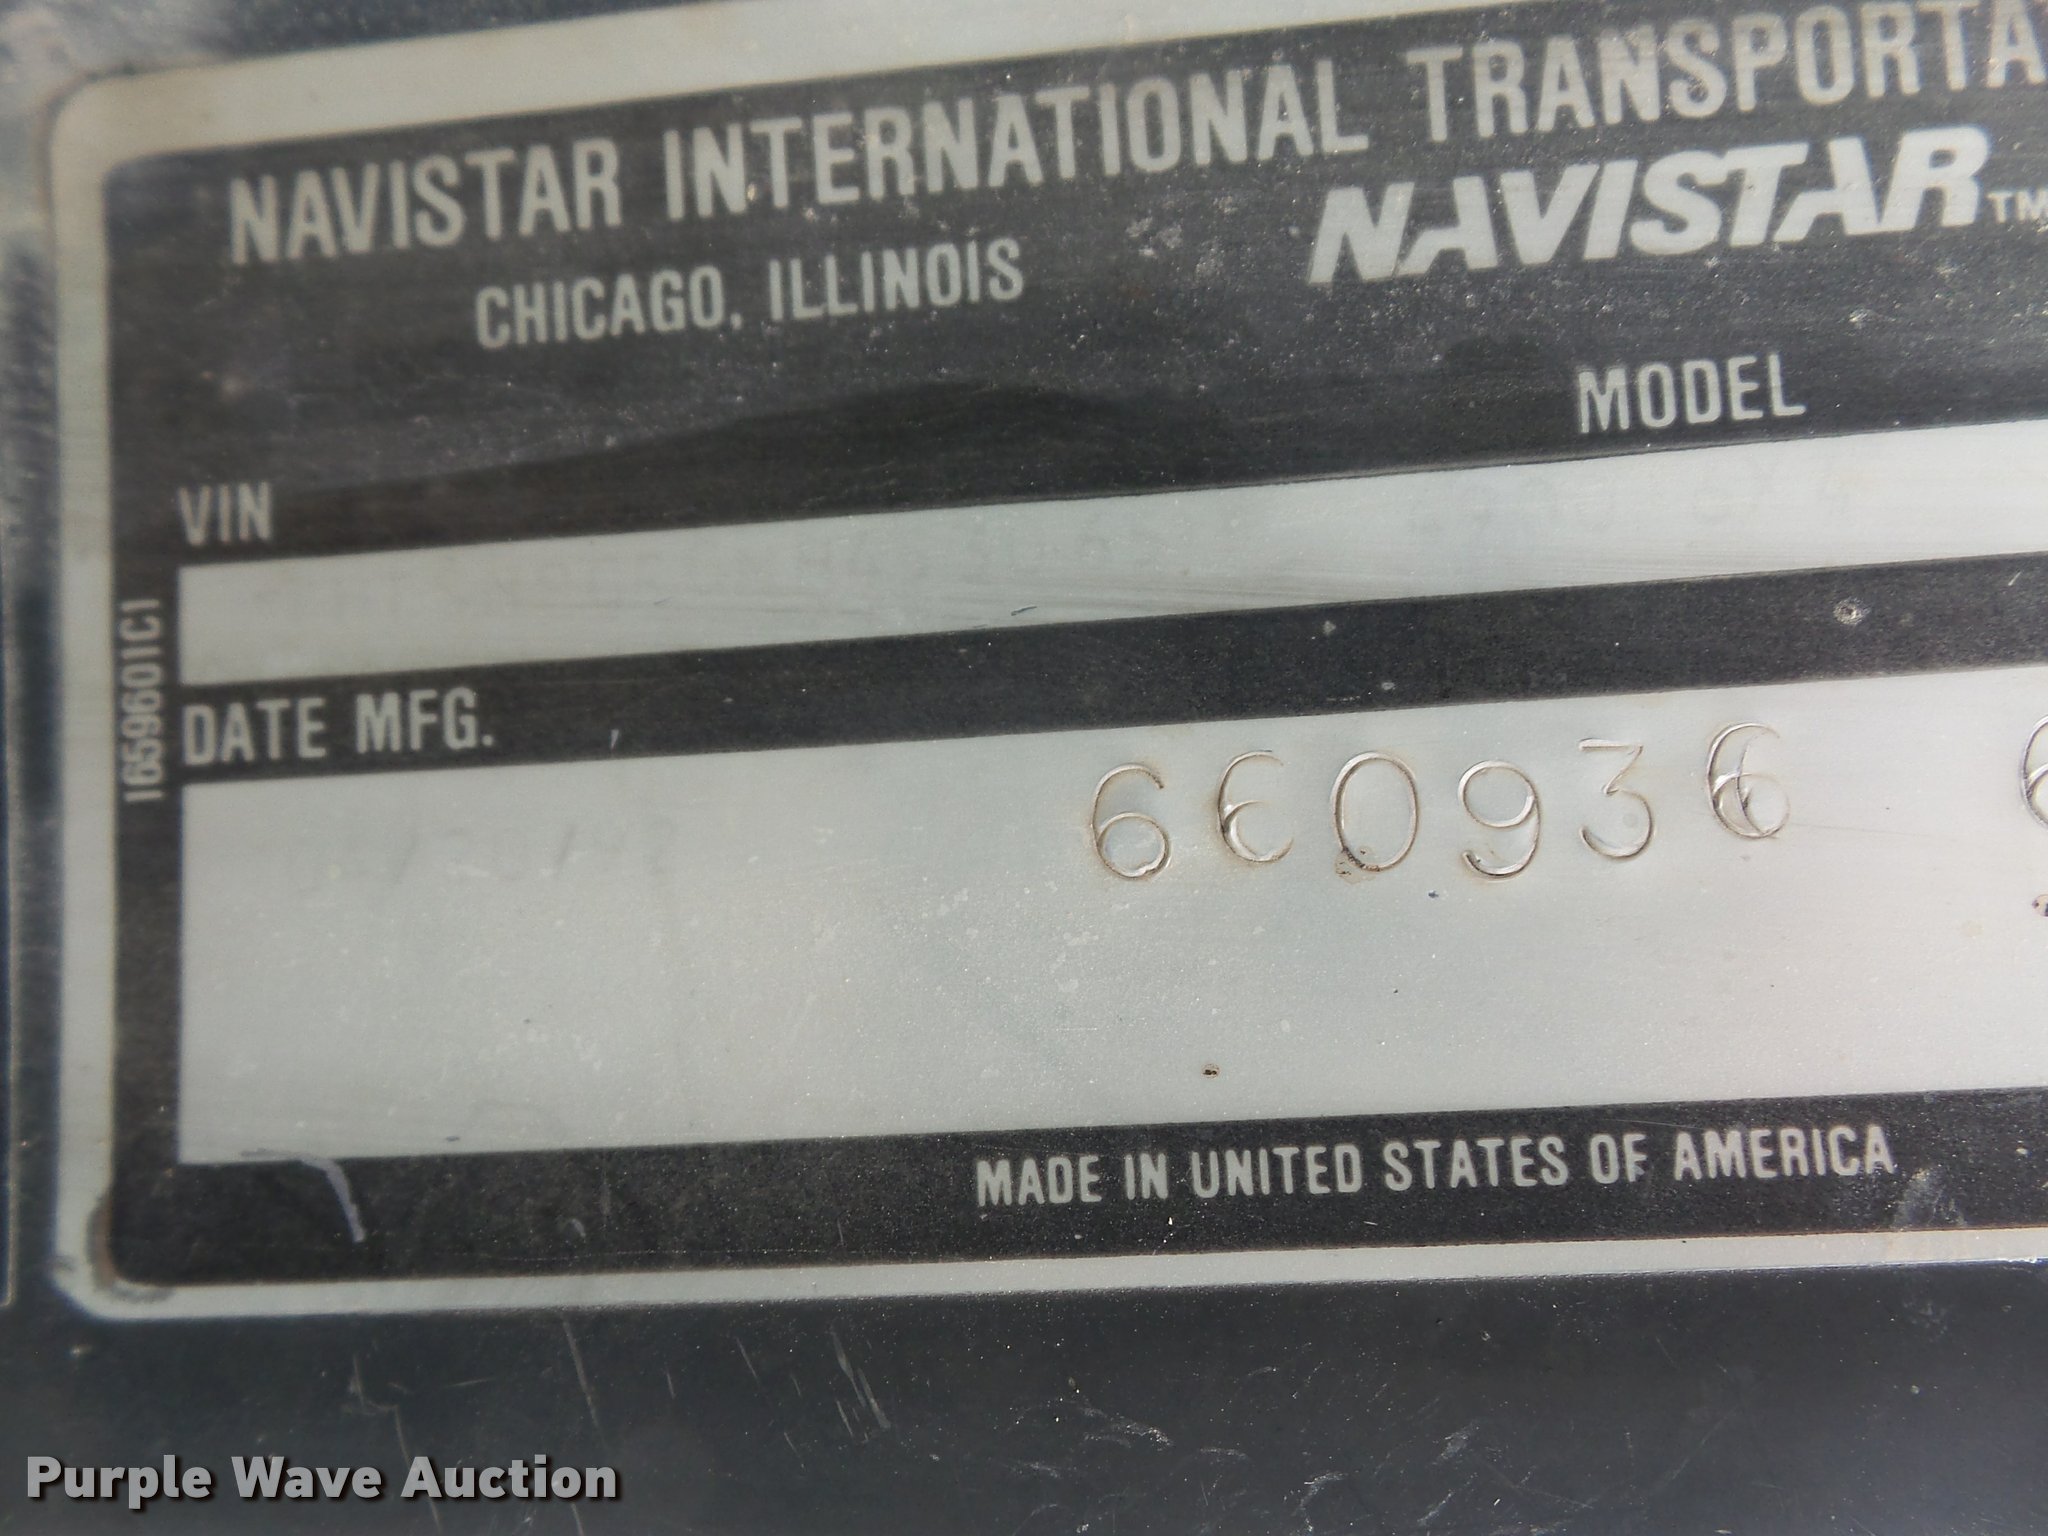 NAVISTAR INTERNATIONAL TRANSPORTA
CHICAGO, ILLINOIS
NAVISTAR™
MODEL
VIN
1659601C1
DATE MFG.
660936
MADE IN UNITED STATES OF AMERICA
Purple Wave Auction